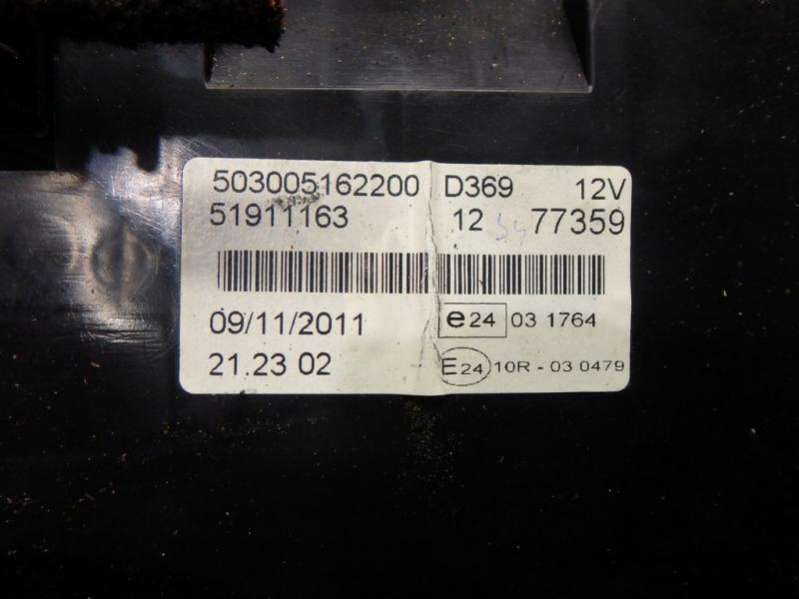 503005162200 D369 12V
51911163 12 77359
09/11/2011 e24 03 1764
21.23 02 E24 10R - 03 0479